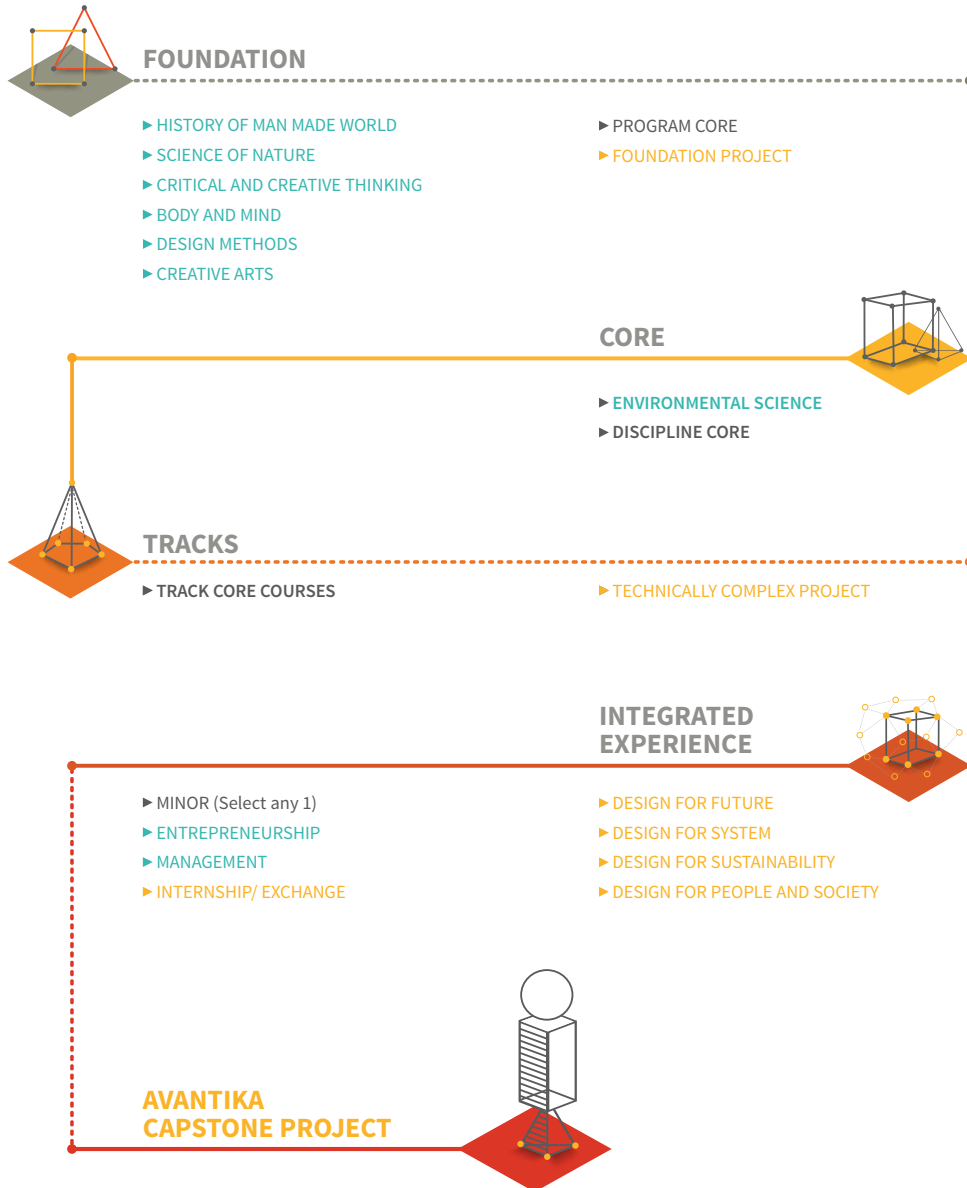 FOUNDATION
▶ HISTORY OF MAN MADE WORLD
▶ SCIENCE OF NATURE
▶ CRITICAL AND CREATIVE THINKING
▶ BODY AND MIND
▶ DESIGN METHODS
▶ CREATIVE ARTS
▶ PROGRAM CORE
▶ FOUNDATION PROJECT
CORE
▶ ENVIRONMENTAL SCIENCE
▶ DISCIPLINE CORE
TRACKS
▶ TRACK CORE COURSES
▶ TECHNICALLY COMPLEX PROJECT
INTEGRATED
EXPERIENCE
▶ MINOR (Select any 1)
▶ ENTREPRENEURSHIP
▶ MANAGEMENT
▶ INTERNSHIP/ EXCHANGE
▶ DESIGN FOR FUTURE
▶ DESIGN FOR SYSTEM
▶ DESIGN FOR SUSTAINABILITY
▶ DESIGN FOR PEOPLE AND SOCIETY
AVANTIKA
CAPSTONE PROJECT